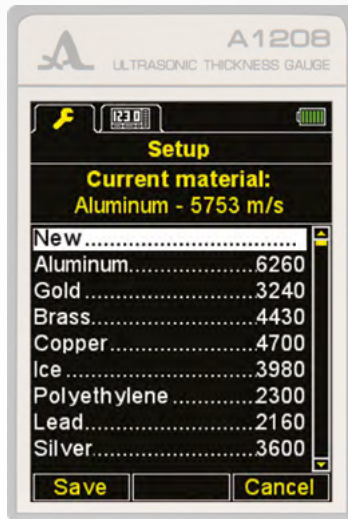 A1208
ULTRASONIC THICKNESS GAUGE
123.0
Setup
Current material:
Aluminum - 5753 m/s
New..................................
Aluminum....................6260
Gold...........................3240
Brass..........................4430
Copper.......................4700
Ice..............................3980
Polyethylene..............2300
Lead...........................2160
Silver..........................3600
Save
Cancel